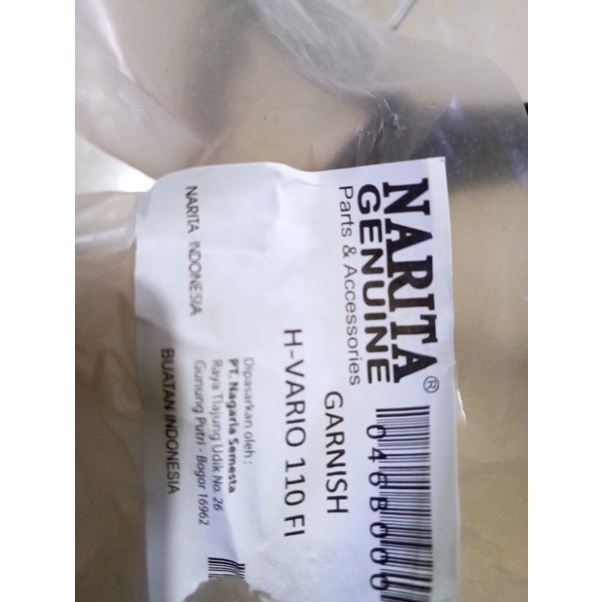 NARITA®
GENUINE
Parts & Accessories
GARNISH
H-VARIO 110 FI
Dipasarkan oleh :
PT. Nagaria Semesta
Raya Tlajung Udik No. 26
Gunung Putri - Bogor 16962
BUATAN INDONESIA
NARITA INDONESIA
046B000